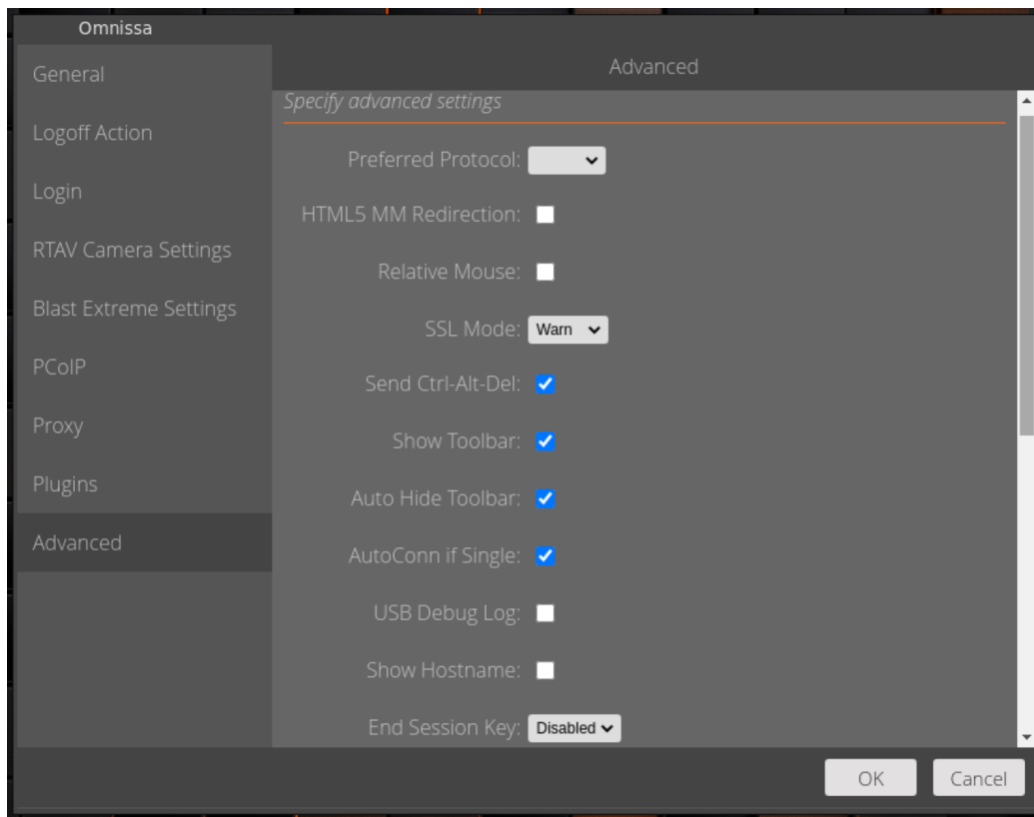 Omnissa
General
Logoff Action
Login
RTAV Camera Settings
Blast Extreme Settings
PCoIP
Proxy
Plugins
Advanced
Advanced
Specify advanced settings
Preferred Protocol:
HTML5 MM Redirection:
Relative Mouse:
SSL Mode: Warn
Send Ctrl-Alt-Del:
Show Toolbar:
Auto Hide Toolbar:
AutoConn if Single:
USB Debug Log:
Show Hostname:
End Session Key: Disabled
OK Cancel